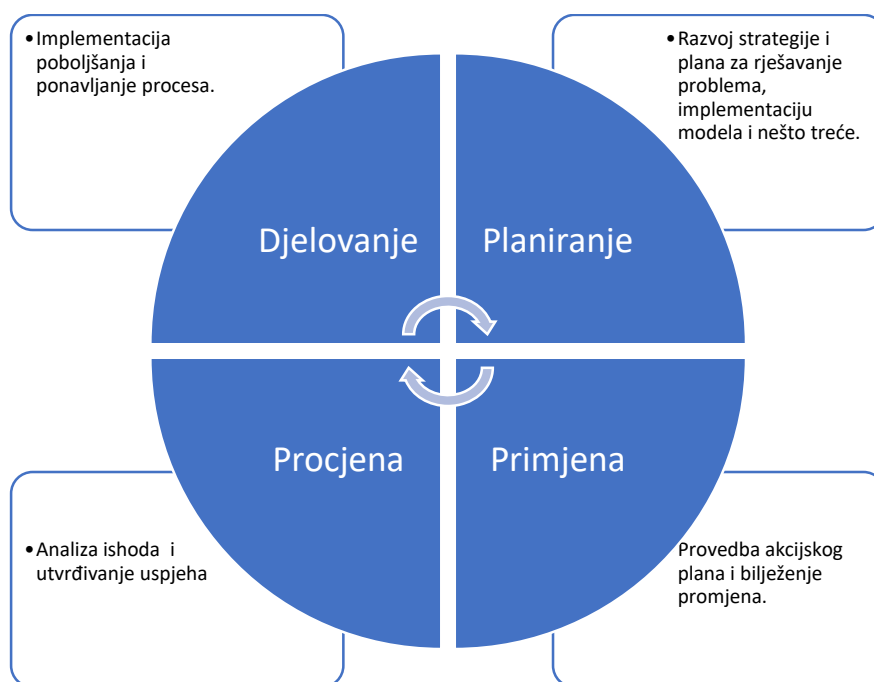 •Implementacija
poboljšanja i
ponavljanje procesa.
•Razvoj strategije i
plana za rješavanje
problema,
implementaciju
modela i nešto treće.
Djelovanje
Planiranje
Procjena
Primjena
•Analiza ishoda i
utvrđivanje uspjeha
Provedba akcijskog
plana i bilježenje
promjena.